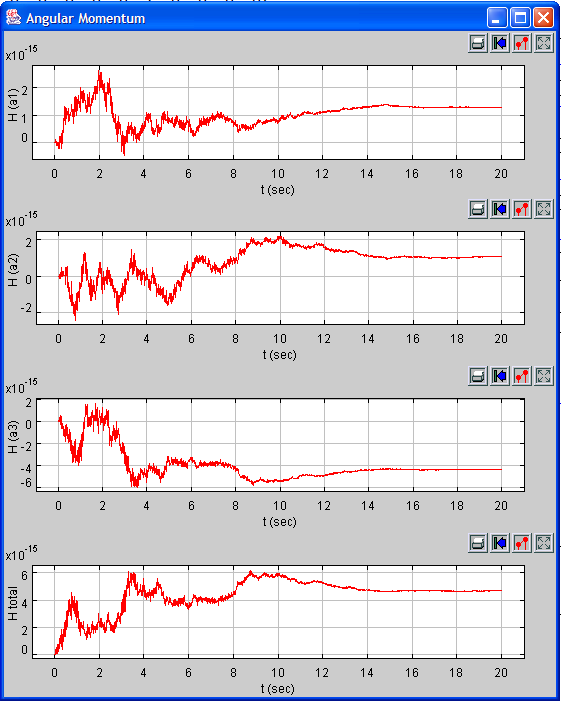 Angular Momentum
x10-15
H (a1)
2
1
0
0 2 4 6 8 10 12 14 16 18 20
t (sec)
x10-15
H (a2)
2
0
-2
0 2 4 6 8 10 12 14 16 18 20
t (sec)
x10-15
H (a3)
2
0
-2
-4
-6
0 2 4 6 8 10 12 14 16 18 20
t (sec)
x10-15
H total
6
4
2
0
0 2 4 6 8 10 12 14 16 18 20
t (sec)